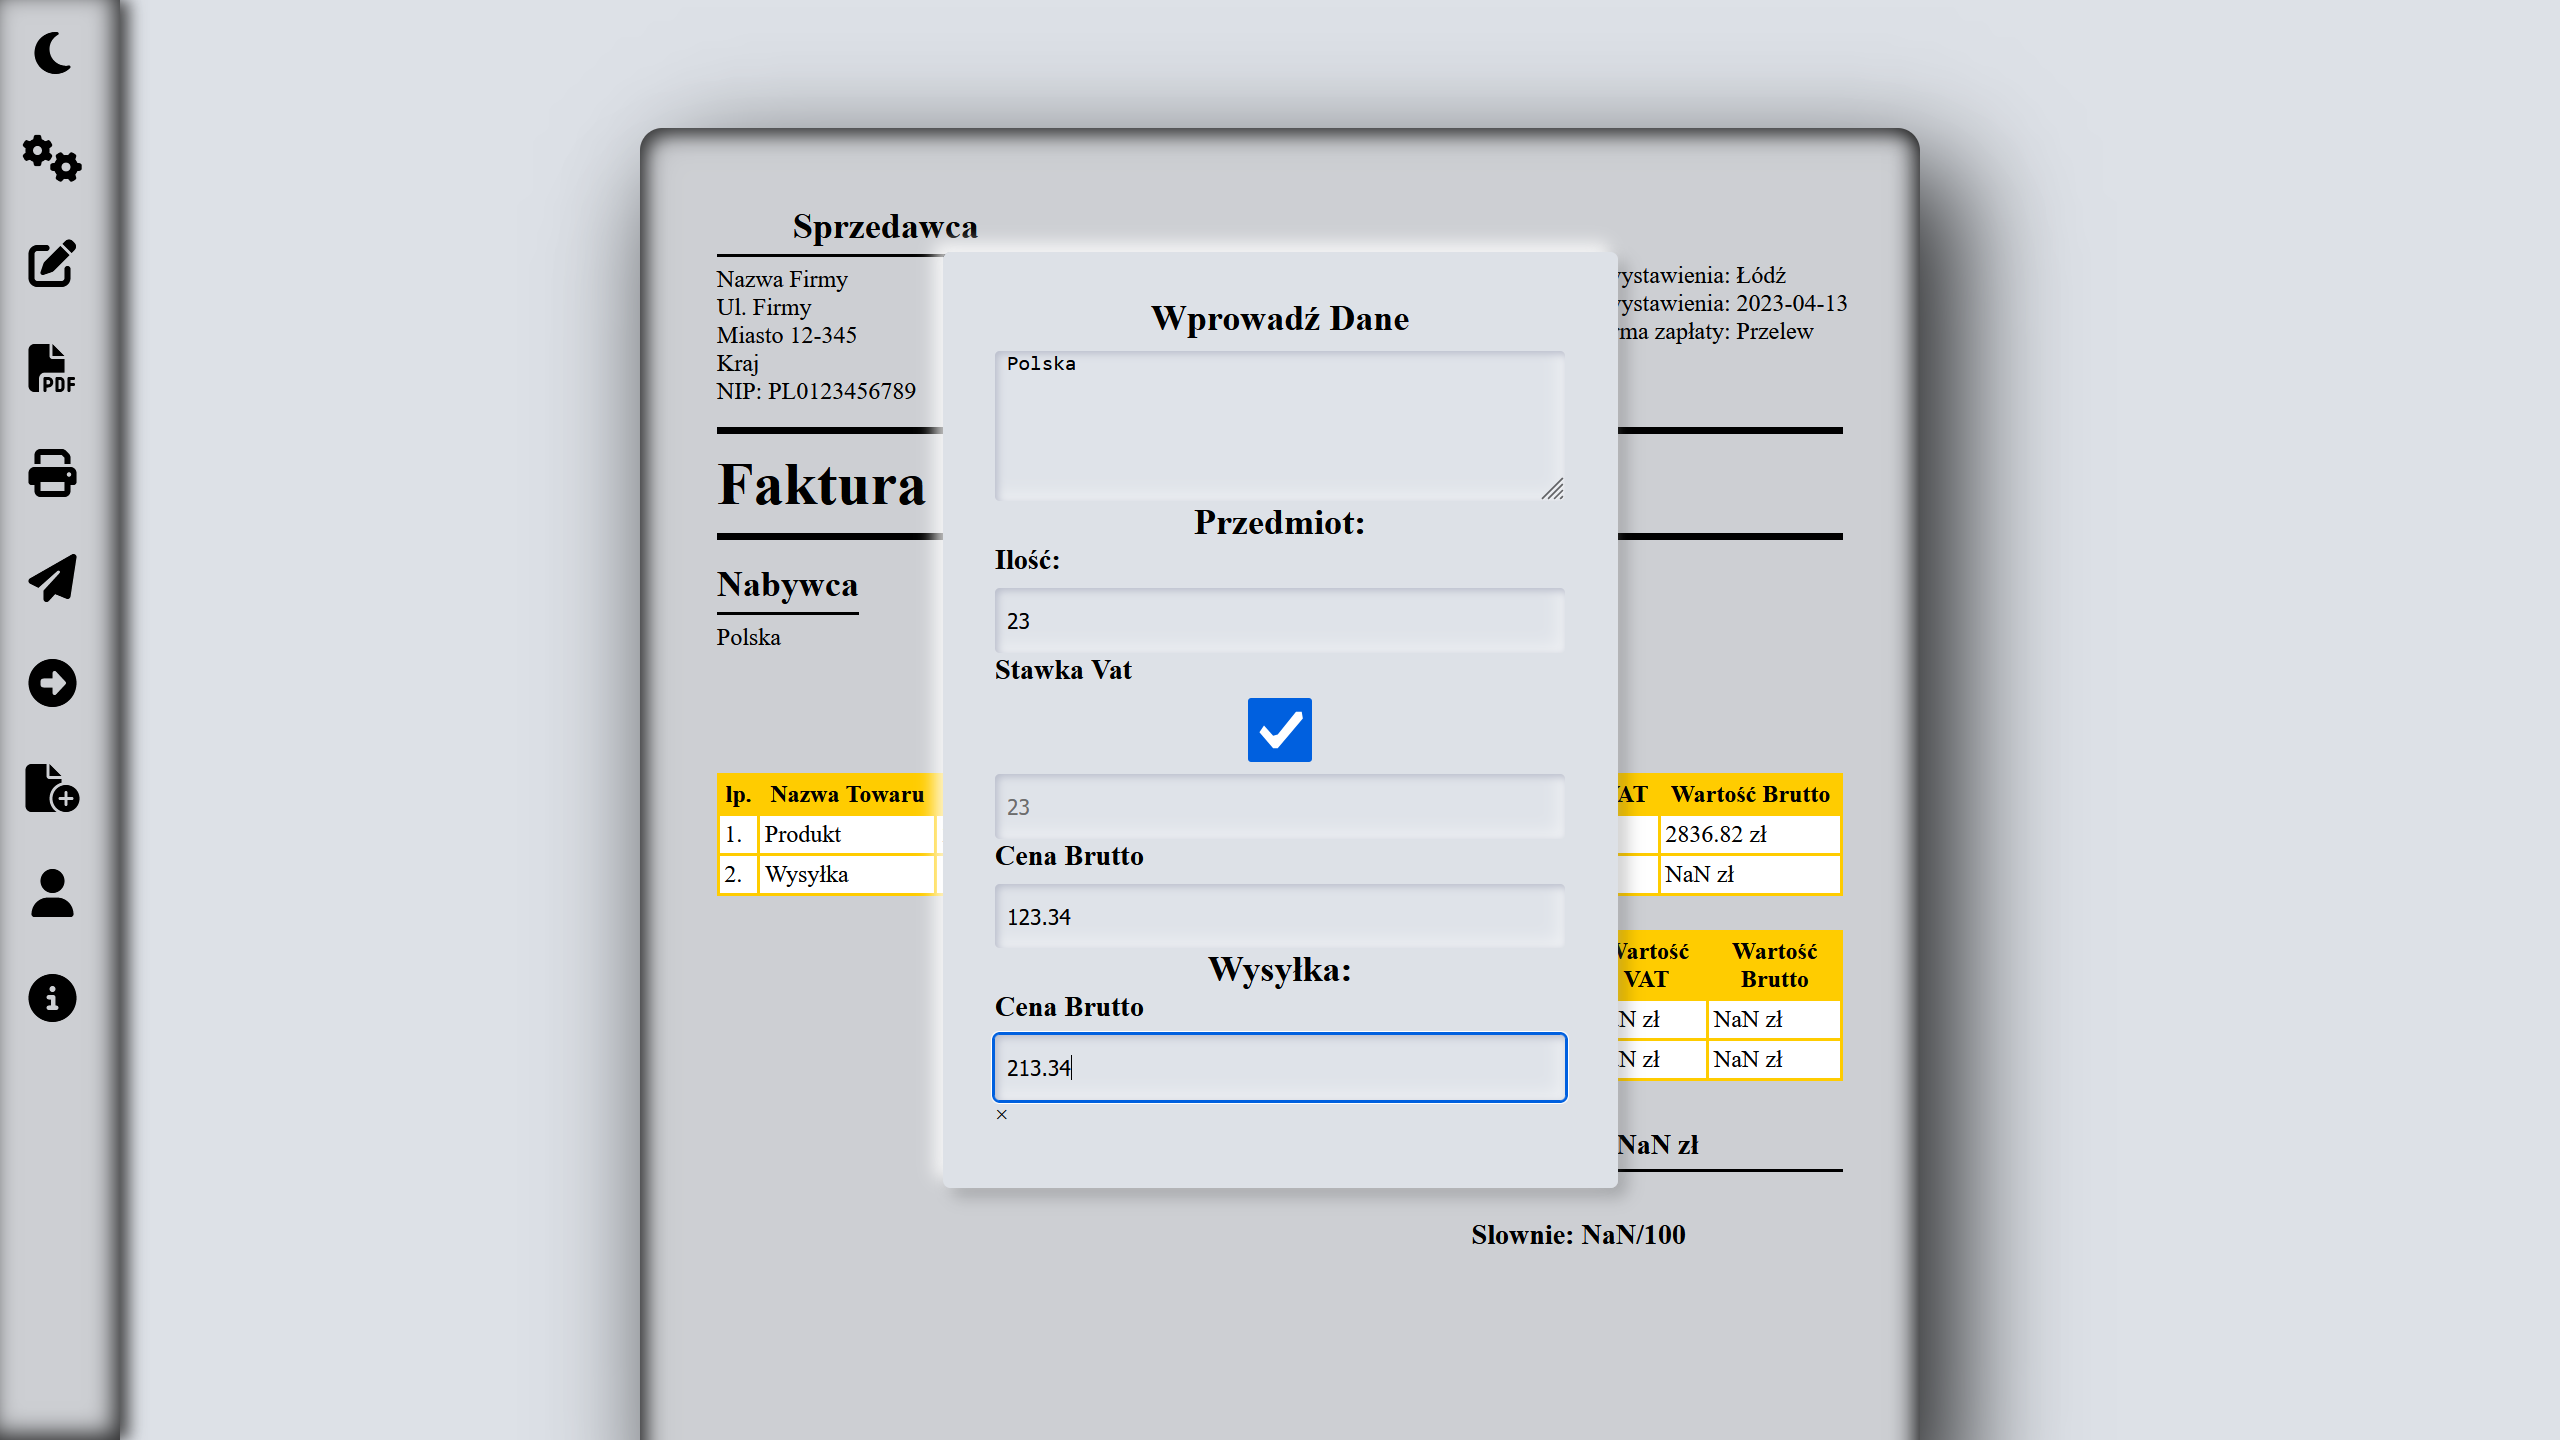 PDF
Sprzedawca
Nazwa Firmy
Ul. Firmy
Miasto 12-345
Kraj
NIP: PL0123456789
ystawienia: Łódź
ystawienia: 2023-04-13
ma zapłaty: Przelew
Faktura
Nabywca
Polska
lp. Nazwa Towaru AT Wartość Brutto
1. Produkt 2836.82 zł
2. Wysyłka NaN zł
Wartość VAT Wartość Brutto
N zł NaN zł
N zł NaN zł
NaN zł
Slownie: NaN/100
Wprowadź Dane
Polska
Przedmiot:
Ilość:
23
Stawka Vat
23
Cena Brutto
123.34
Wysyłka:
Cena Brutto
213.34
×